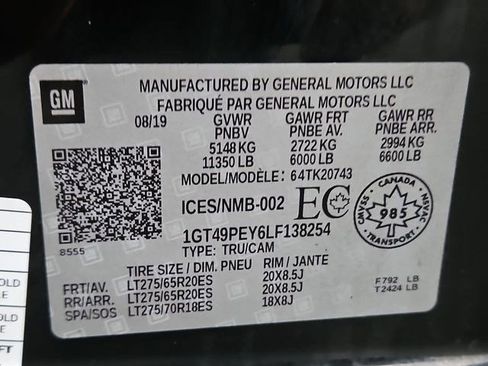 GM
MANUFACTURED BY GENERAL MOTORS LLC
FABRIQUÉ PAR GENERAL MOTORS LLC
08/19 GVWR GAWR FRT GAWR RR
PNBV PNBE AV. PNBE ARR.
5148 KG 2722 KG 2994 KG
11350 LB 6000 LB 6600 LB
MODEL/MODÈLE: 64TK20743
ICES/NMB-002 EC
CANADA
985
TRANSPORT
1GT49PEY6LF138254
8555
TYPE: TRU/CAM
TIRE SIZE / DIM. PNEU RIM / JANTE
FRT/AV. LT275/65R20ES 20X8.5J
RR/ARR. LT275/65R20ES 20X8.5J
SPA/SOS LT275/70R18ES 18X8J
F792 LB
T2424 LB
OLD
OLD
FT